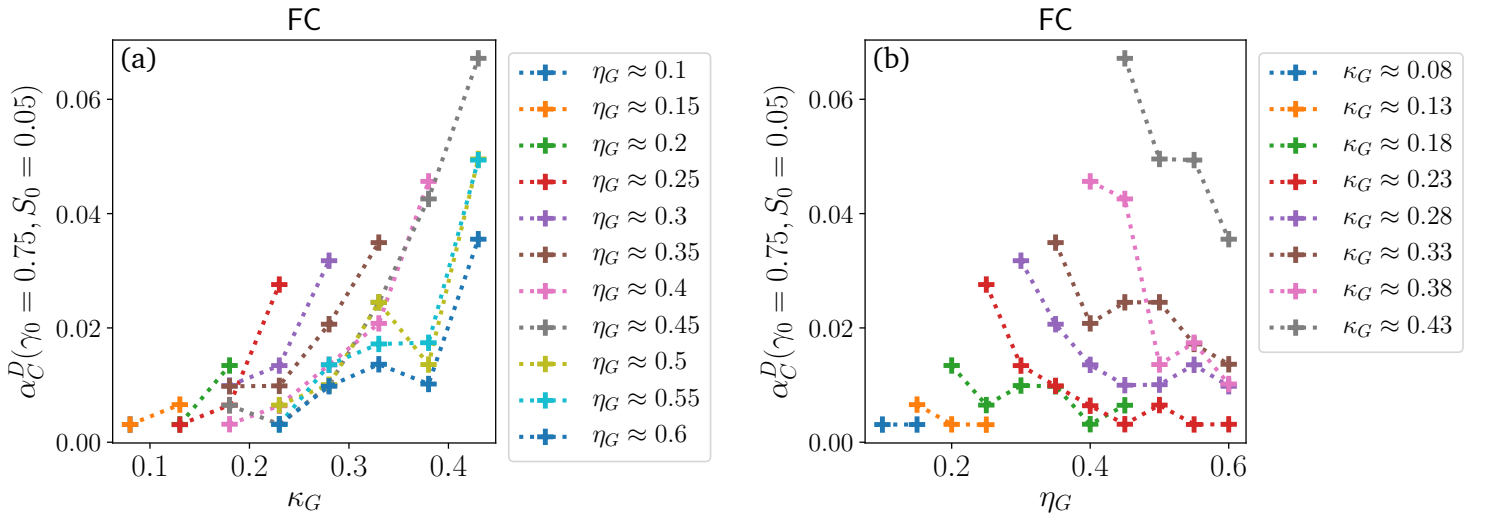 FC
(a)
α_C^D(γ_0 = 0.75, S_0 = 0.05)
0.06
0.04
0.02
0.00
0.1 0.2 0.3 0.4
κ_G
η_G ≈ 0.1
η_G ≈ 0.15
η_G ≈ 0.2
η_G ≈ 0.25
η_G ≈ 0.3
η_G ≈ 0.35
η_G ≈ 0.4
η_G ≈ 0.45
η_G ≈ 0.5
η_G ≈ 0.55
η_G ≈ 0.6
FC
(b)
α_C^D(γ_0 = 0.75, S_0 = 0.05)
0.06
0.04
0.02
0.00
0.2 0.4 0.6
η_G
κ_G ≈ 0.08
κ_G ≈ 0.13
κ_G ≈ 0.18
κ_G ≈ 0.23
κ_G ≈ 0.28
κ_G ≈ 0.33
κ_G ≈ 0.38
κ_G ≈ 0.43